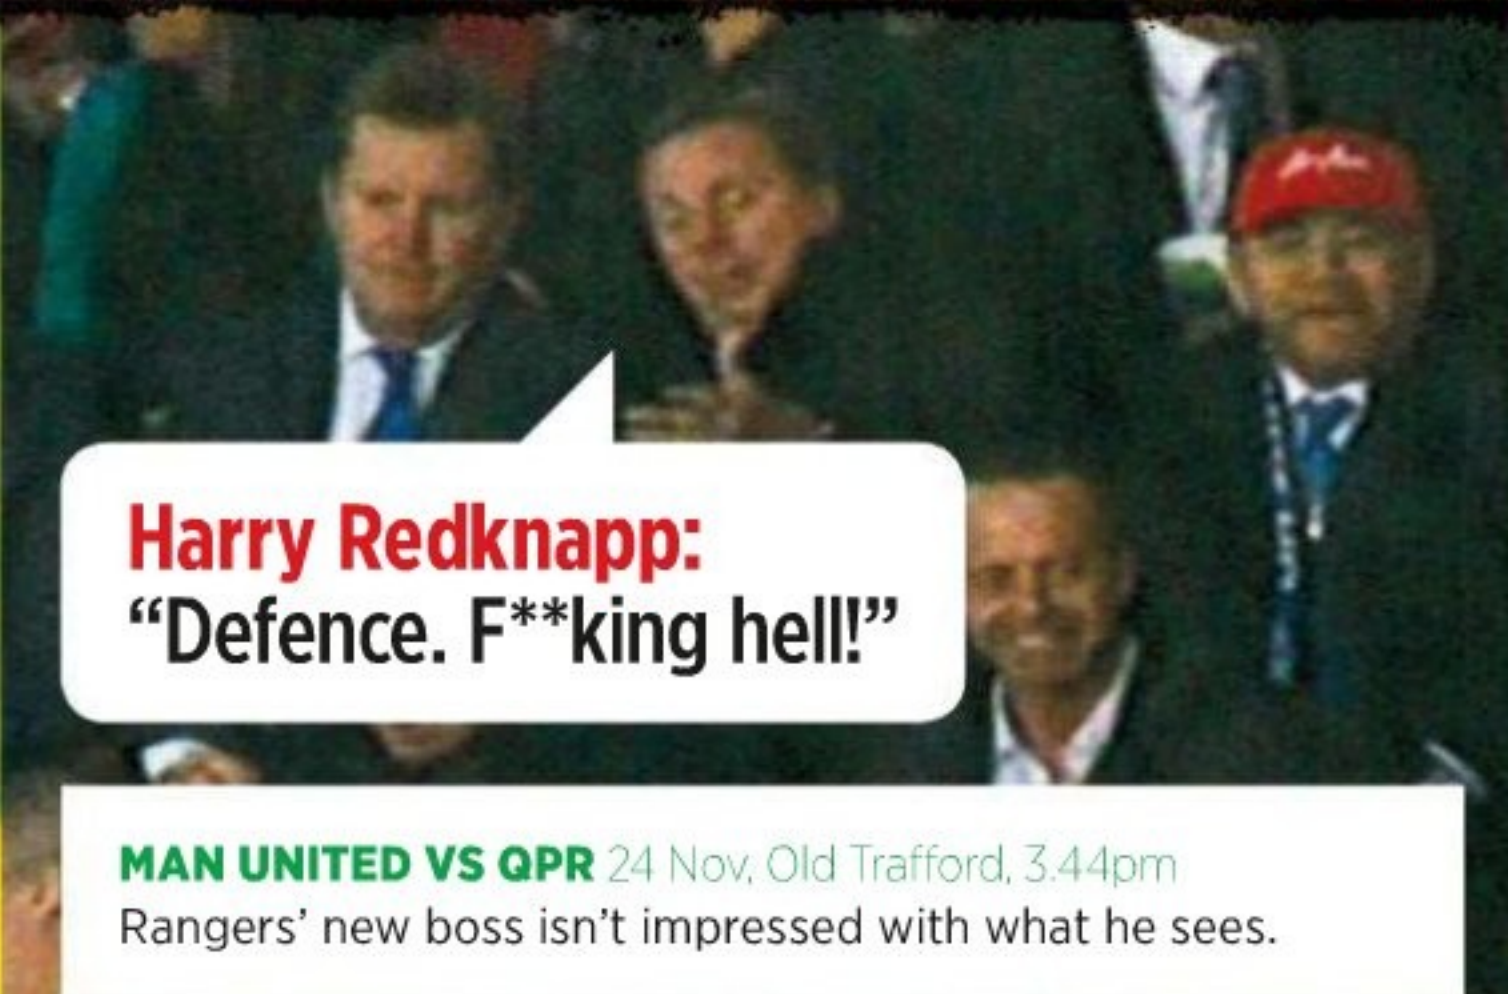 Harry Redknapp:
“Defence. F**king hell!”
MAN UNITED VS QPR 24 Nov, Old Trafford, 3.44pm
Rangers’ new boss isn’t impressed with what he sees.